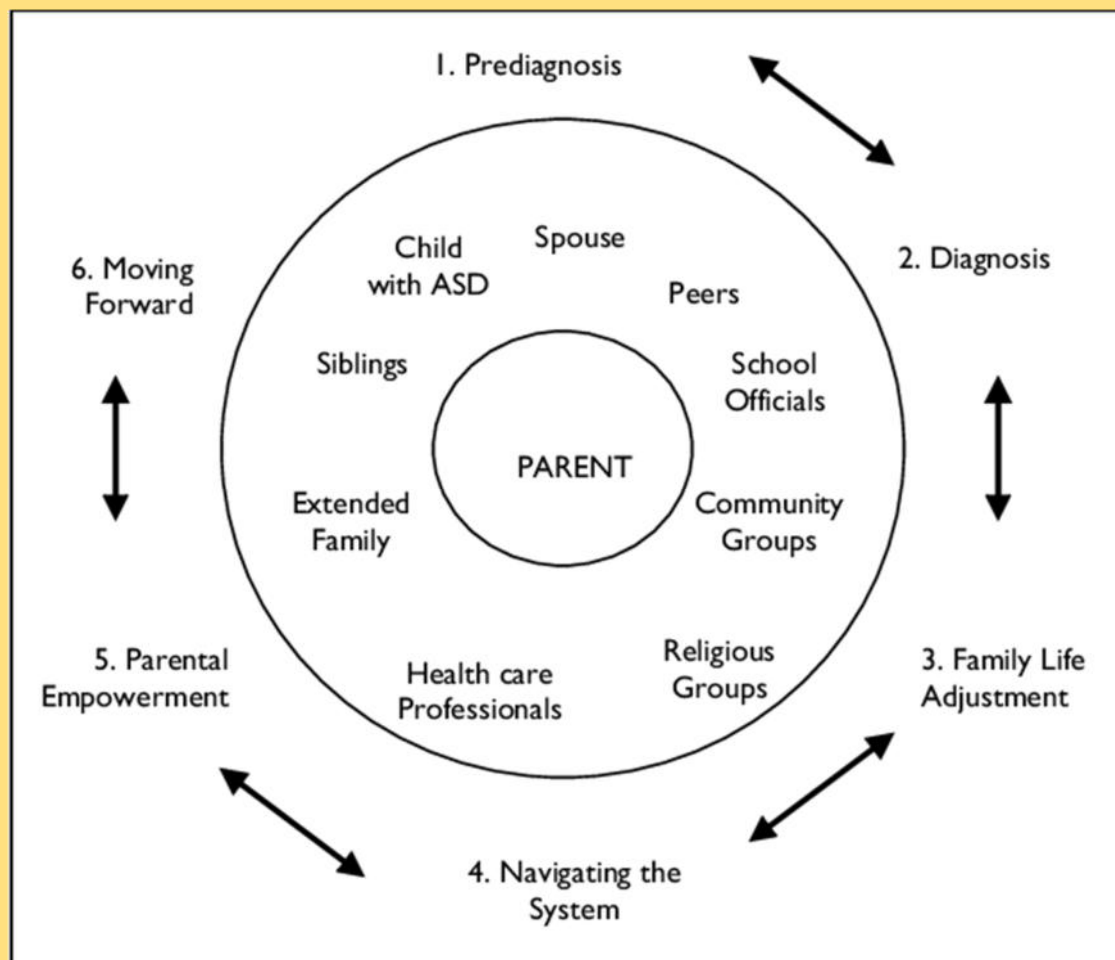 1. Prediagnosis
2. Diagnosis
3. Family Life
Adjustment
4. Navigating the
System
5. Parental
Empowerment
6. Moving
Forward
Child
with ASD
Spouse
Peers
School
Officials
Community
Groups
Religious
Groups
Health care
Professionals
Extended
Family
Siblings
PARENT